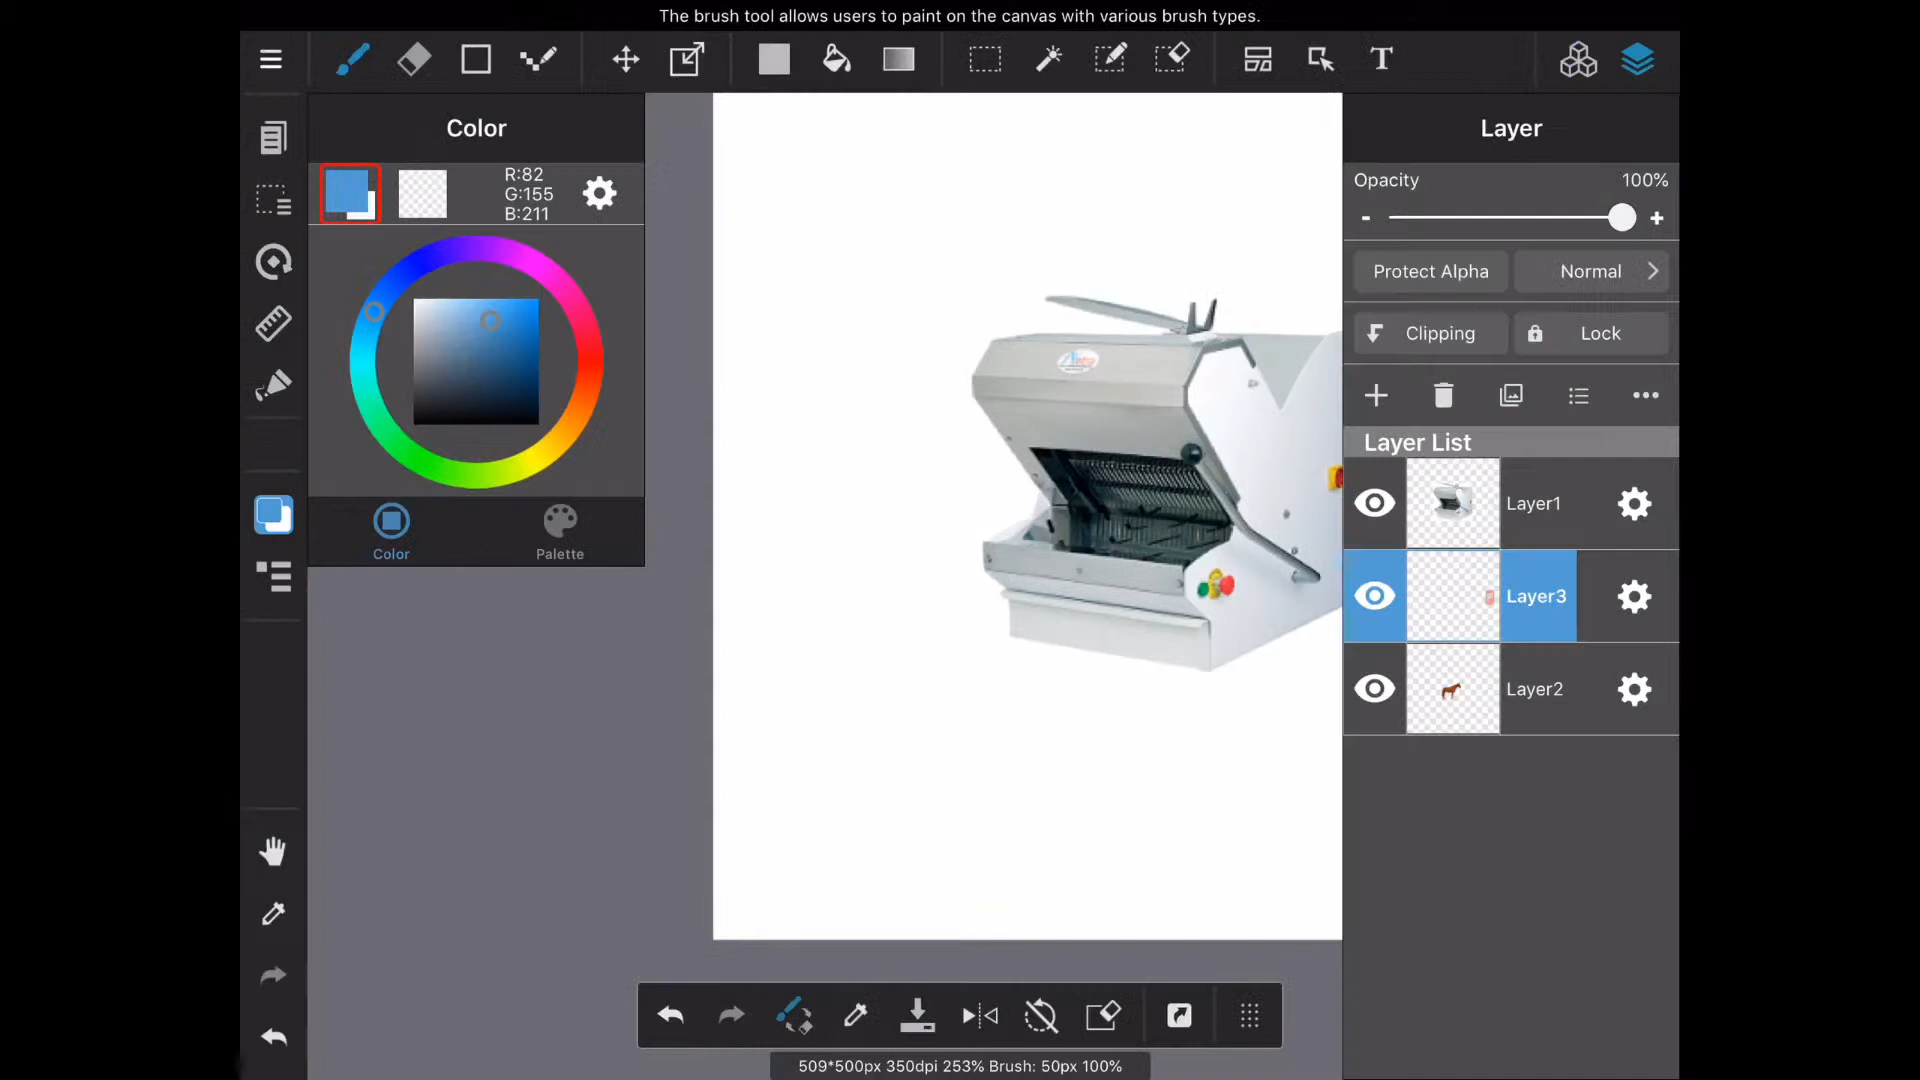 The brush tool allows users to paint on the canvas with various brush types.
T
Color
Layer
R:82
G:155
B:211
Opacity
100%
- +
Protect Alpha
Normal
Clipping
Lock
Layer List
Layer1
Layer3
Layer2
Color
Palette
509*500px 350dpi 253% Brush: 50px 100%